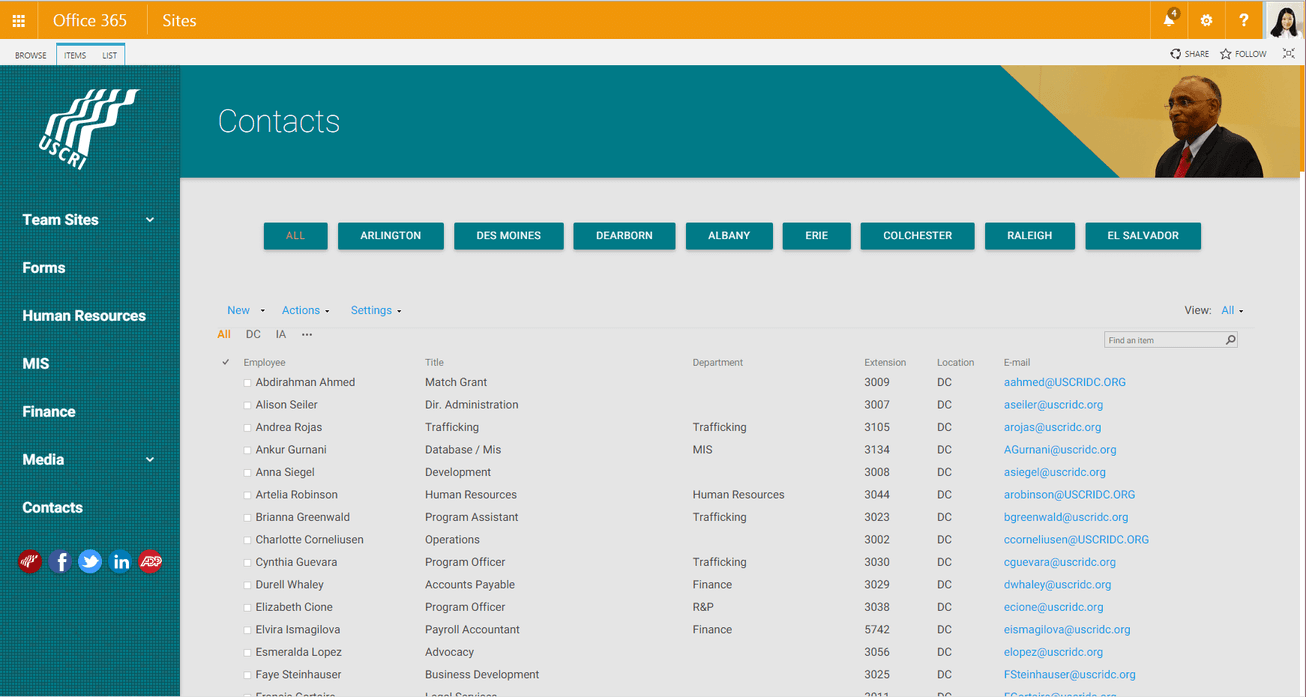 Office 365 Sites 4 ?
BROWSE ITEMS LIST SHARE FOLLOW
USCRI
Contacts
Team Sites
Forms
Human Resources
MIS
Finance
Media
Contacts
f in ADP
ALL ARLINGTON DES MOINES DEARBORN ALBANY ERIE COLCHESTER RALEIGH EL SALVADOR
New Actions Settings View: All
All DC IA ...
Find an item
Employee Title Department Extension Location E-mail
Abdirahman Ahmed Match Grant 3009 DC aahmed@USCRIDC.ORG
Alison Seiler Dir. Administration 3007 DC aseiler@uscridc.org
Andrea Rojas Trafficking Trafficking 3105 DC arojas@uscridc.org
Ankur Gurnani Database / Mis MIS 3134 DC AGurnani@uscridc.org
Anna Siegel Development 3008 DC asiegel@uscridc.org
Artelia Robinson Human Resources Human Resources 3044 DC arobinson@USCRIDC.ORG
Brianna Greenwald Program Assistant Trafficking 3023 DC bgreenwald@uscridc.org
Charlotte Corneliusen Operations 3002 DC ccorneliusen@USCRIDC.ORG
Cynthia Guevara Program Officer Trafficking 3030 DC cguevara@uscridc.org
Durell Whaley Accounts Payable Finance 3029 DC dwhaley@uscridc.org
Elizabeth Cione Program Officer R&P 3038 DC ecione@uscridc.org
Elvira Ismagilova Payroll Accountant Finance 5742 DC eismagilova@uscridc.org
Esmeralda Lopez Advocacy 3056 DC elopez@uscridc.org
Faye Steinhauser Business Development 3025 DC FSteinhauser@uscridc.org